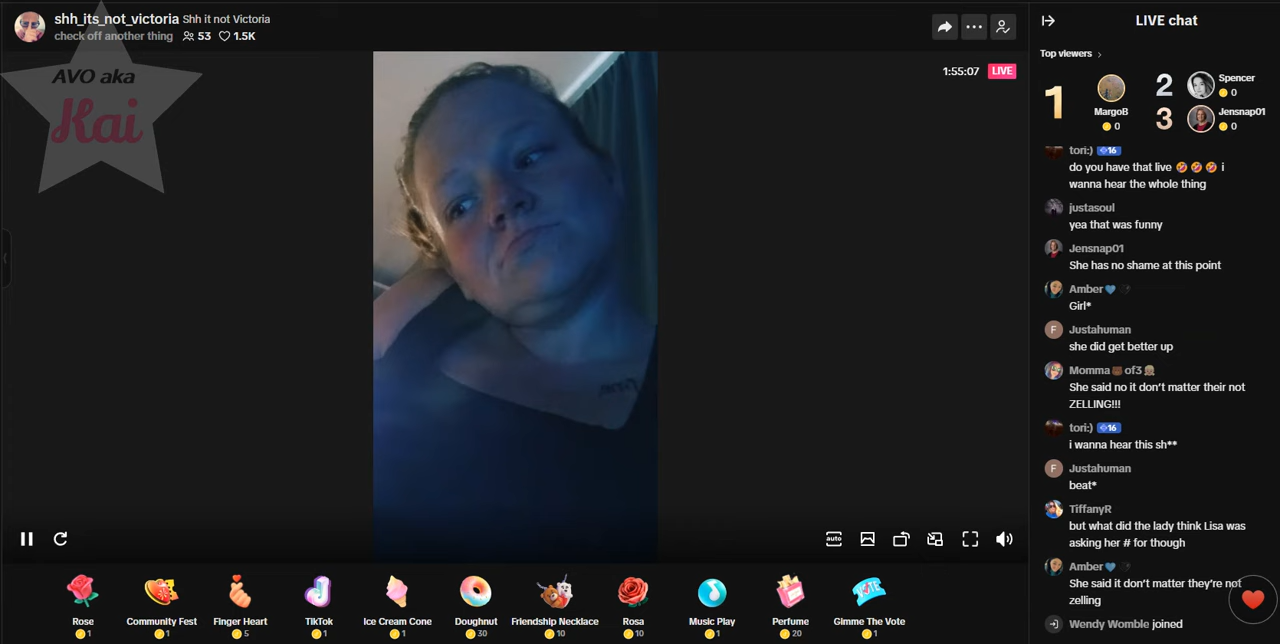 shh_its_not_victoria Shh it not Victoria
check off another thing 53 1.5K
AVO aka
Kai
1:55:07 LIVE
LIVE chat
Top viewers
1
MargoB
0
2
Spencer
0
3
Jensnap01
0
tori:) 16
do you have that live 🤣🤣🤣 i
wanna hear the whole thing
justasoul
yea that was funny
Jensnap01
She has no shame at this point
Amber💙🖤
Girl*
F
Justahuman
she did get better up
Momma🐻of3👵🏼
She said no it don't matter their not
ZELLING!!!
tori:) 16
i wanna hear this sh**
F
Justahuman
beat*
TiffanyR
but what did the lady think Lisa was
asking her # for though
Amber💙🖤
She said it don't matter they're not
zelling
Wendy Womble joined
auto
VOTE
Rose
1
Community Fest
1
Finger Heart
5
TikTok
1
Ice Cream Cone
1
Doughnut
30
Friendship Necklace
10
Rosa
10
Music Play
1
Perfume
20
Gimme The Vote
1